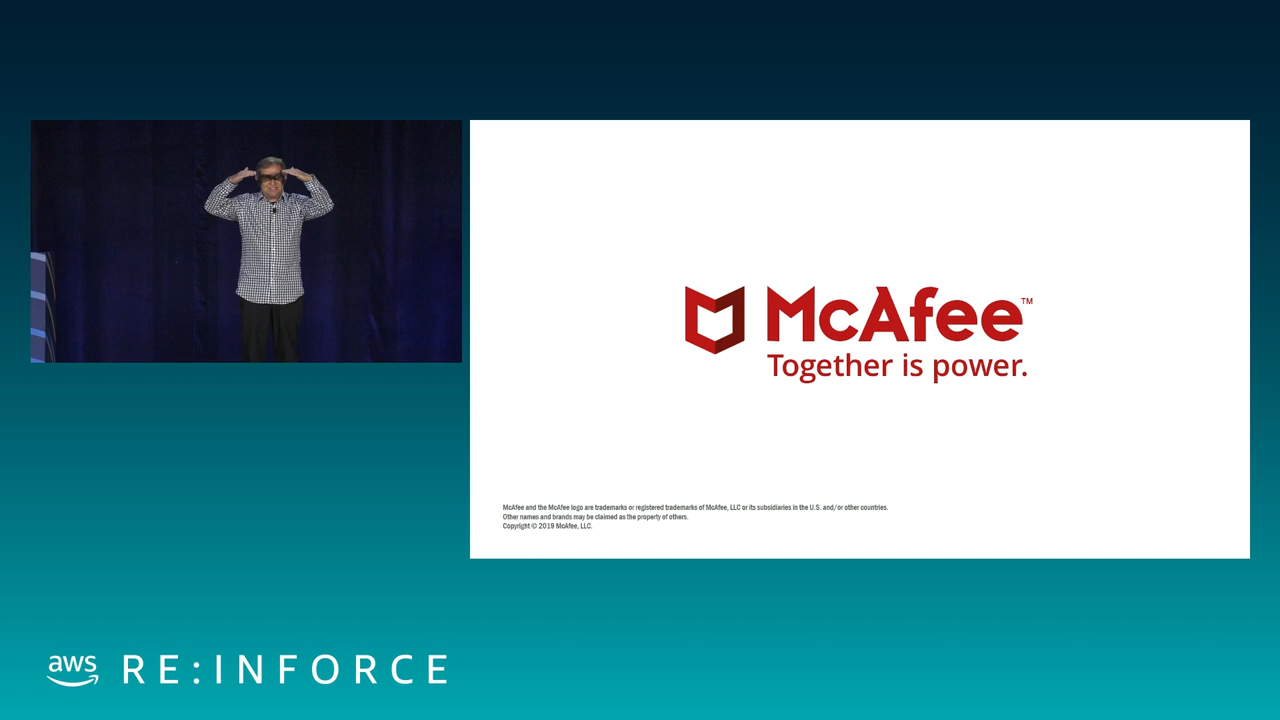 McAfee™
Together is power.
McAfee and the McAfee logo are trademarks or registered trademarks of McAfee, LLC or its subsidiaries in the U.S. and/or other countries.
Other names and brands may be claimed as the property of others.
Copyright © 2019 McAfee, LLC.
aws RE:INFORCE